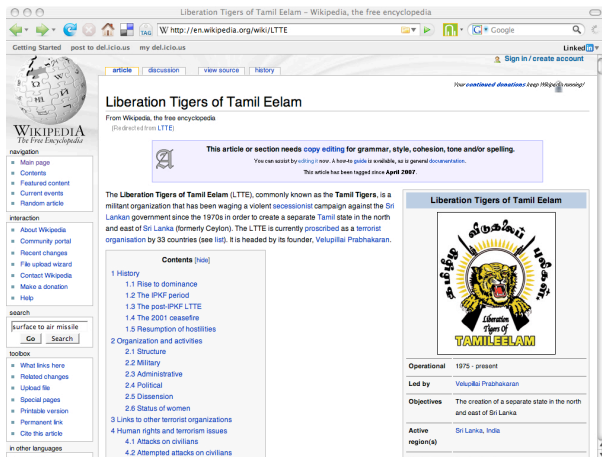 Liberation Tigers of Tamil Eelam – Wikipedia, the free encyclopedia
TAG
W http://en.wikipedia.org/wiki/LTTE
G Google
Getting Started post to del.icio.us my del.icio.us
Linked in
Sign in / create account
article discussion view source history
Your continued donations keep Wikipedia running!
WIKIPEDIA
The Free Encyclopedia
navigation
Main page
Contents
Featured content
Current events
Random article
interaction
About Wikipedia
Community portal
Recent changes
File upload wizard
Contact Wikipedia
Make a donation
Help
search
surface to air missile
Go Search
toolbox
What links here
Related changes
Upload file
Special pages
Printable version
Permanent link
Cite this article
in other languages
Liberation Tigers of Tamil Eelam
From Wikipedia, the free encyclopedia
(Redirected from LTTE)
This article or section needs copy editing for grammar, style, cohesion, tone and/or spelling.
You can assist by editing it now. A how-to guide is available, as is general documentation.
This article has been tagged since April 2007.
The Liberation Tigers of Tamil Eelam (LTTE), commonly known as the Tamil Tigers, is a
militant organization that has been waging a violent secessionist campaign against the Sri
Lankan government since the 1970s in order to create a separate Tamil state in the north
and east of Sri Lanka (formerly Ceylon). The LTTE is currently proscribed as a terrorist
organisation by 33 countries (see list). It is headed by its founder, Velupillai Prabhakaran.
Contents [hide]
1 History
1.1 Rise to dominance
1.2 The IPKF period
1.3 The post-IPKF LTTE
1.4 The 2001 ceasefire
1.5 Resumption of hostilities
2 Organization and activities
2.1 Structure
2.2 Military
2.3 Administrative
2.4 Political
2.5 Dissension
2.6 Status of women
3 Links to other terrorist organizations
4 Human rights and terrorism issues
4.1 Attacks on civilians
4.2 Attempted attacks on civilians
Liberation Tigers of Tamil Eelam
தமிழீழ விடுதலைப் புலிகள்
Liberation
Tigers Of
TAMILEELAM
Operational 1975 - present
Led by Velupillai Prabhakaran
Objectives The creation of a separate state in the north
and east of Sri Lanka
Active Sri Lanka, India
region(s)